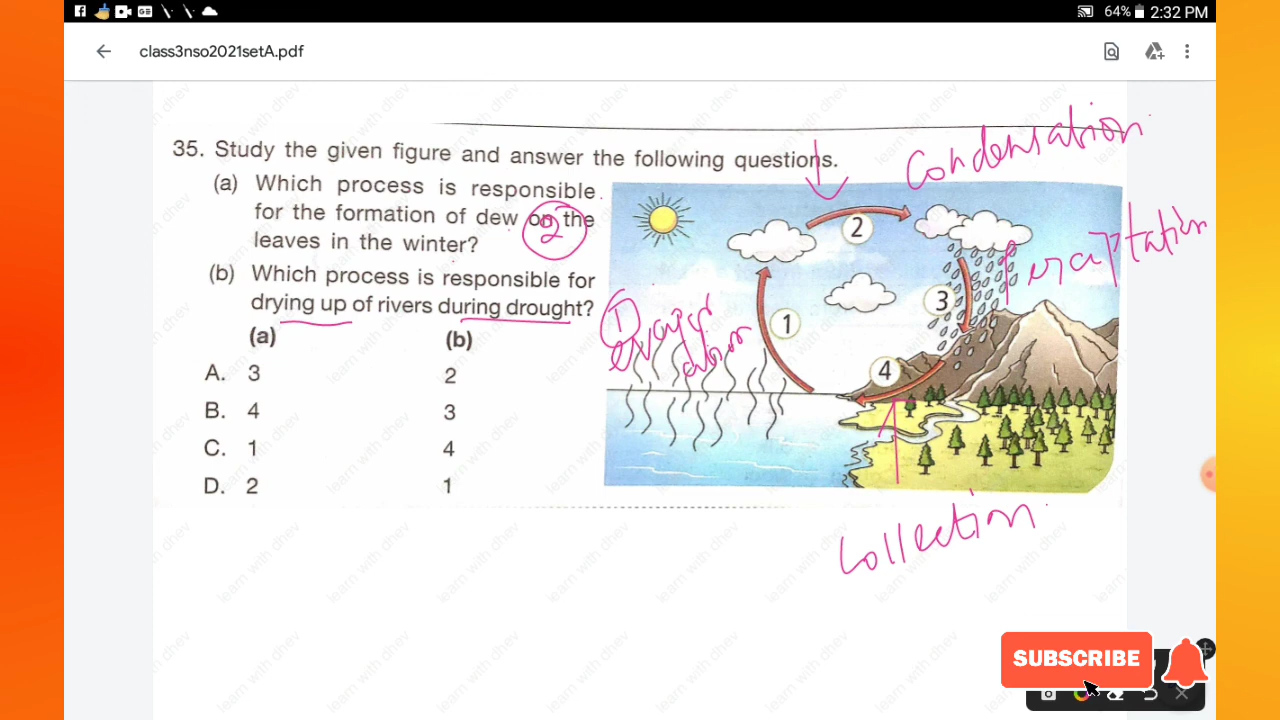 64% 2:32 PM
class3nso2021setA.pdf
35. Study the given figure and answer the following questions.
(a) Which process is responsible
for the formation of dew on the
leaves in the winter?
2
(b) Which process is responsible for
drying up of rivers during drought?
(a) (b)
A. 3 2
B. 4 3
C. 1 4
D. 2 1
Condensation
2
3
1
4
Collection
learn with dhev
SUBSCRIBE